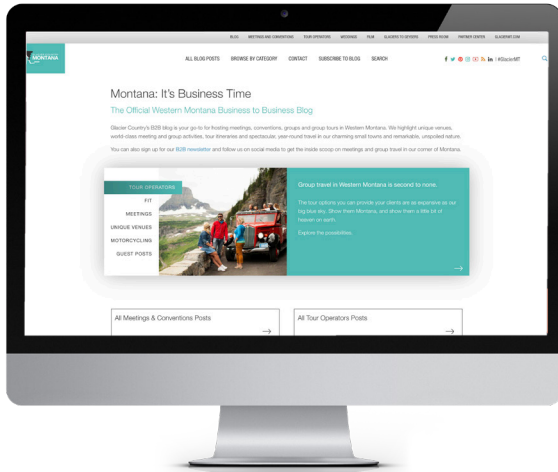 BLOG MEETINGS AND CONVENTIONS TOUR OPERATORS WEDDINGS FILM GLACIERS TO GEYSERS PRESS ROOM PARTNER CENTER GLACIERMT.COM
MONTANA
ALL BLOG POSTS BROWSE BY CATEGORY CONTACT SUBSCRIBE TO BLOG SEARCH
| #GlacierMT
Montana: It's Business Time
The Official Western Montana Business to Business Blog
Glacier Country's B2B blog is your go-to for hosting meetings, conventions, groups and group tours in Western Montana. We highlight unique venues,
world-class meeting and group activities, tour itineraries and spectacular, year-round travel in our charming small towns and remarkable, unspoiled nature.
You can also sign up for our B2B newsletter and follow us on social media to get the inside scoop on meetings and group travel in our corner of Montana.
TOUR OPERATORS
FIT
MEETINGS
UNIQUE VENUES
MOTORCYCLING
GUEST POSTS
Group travel in Western Montana is second to none.
The tour options you can provide your clients are as expansive as our
big blue sky. Show them Montana, and show them a little bit of
heaven on earth.
Explore the possibilities.
All Meetings & Conventions Posts
All Tour Operators Posts